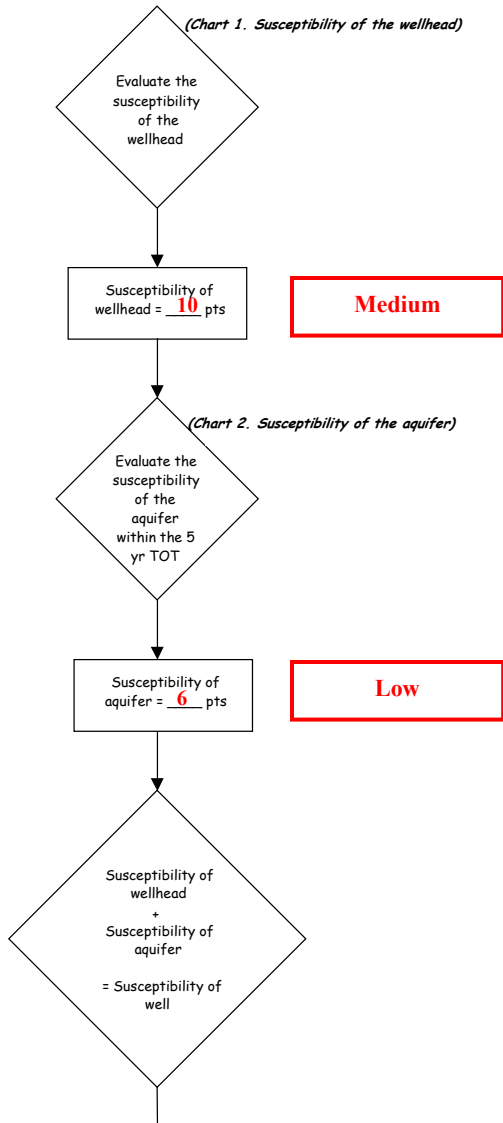 (Chart 1. Susceptibility of the wellhead)
Evaluate the
susceptibility
of the
wellhead
Susceptibility of
wellhead = 10 pts
Medium
(Chart 2. Susceptibility of the aquifer)
Evaluate the
susceptibility
of the
aquifer
within the 5
yr TOT
Susceptibility of
aquifer = 6 pts
Low
Susceptibility of
wellhead
+
Susceptibility of
aquifer
= Susceptibility of
well